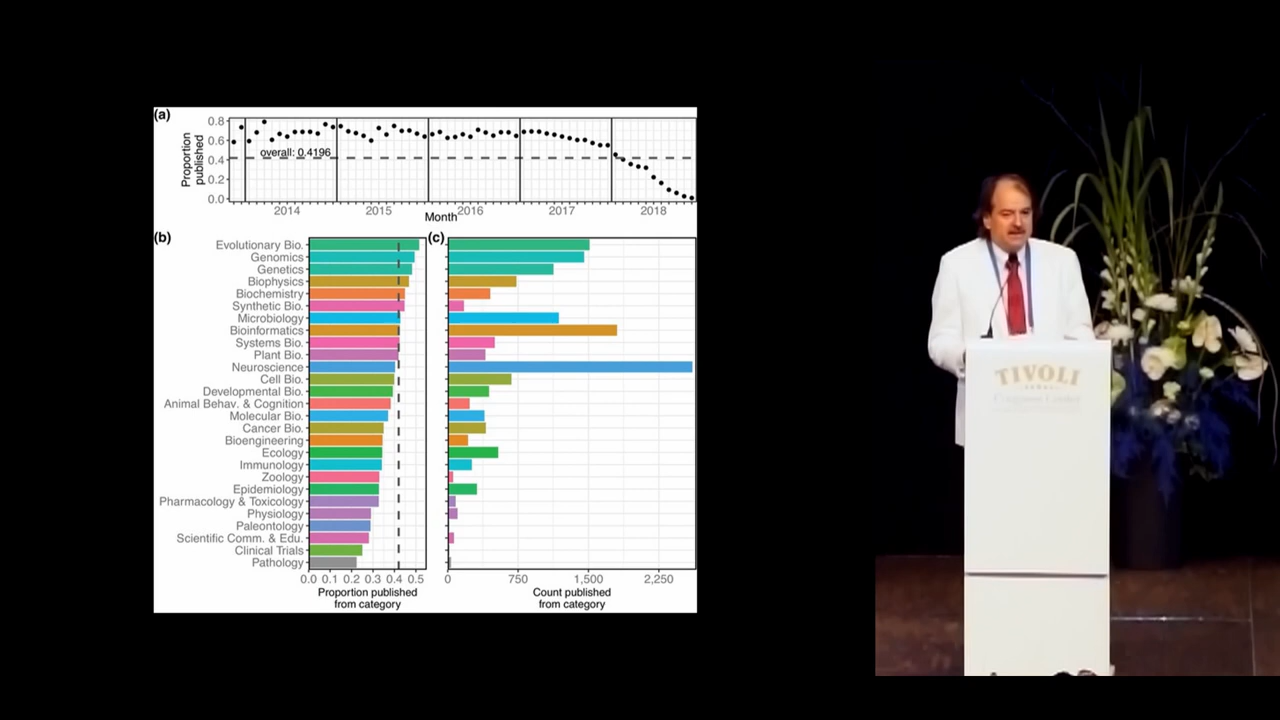 (a)
Proportion
published
0.8
0.6
0.4
0.2
0.0
overall: 0.4196
2014 2015 2016 2017 2018
Month
(b)
Evolutionary Bio.
Genomics
Genetics
Biophysics
Biochemistry
Synthetic Bio.
Microbiology
Bioinformatics
Systems Bio.
Plant Bio.
Neuroscience
Cell Bio.
Developmental Bio.
Animal Behav. & Cognition
Molecular Bio.
Cancer Bio.
Bioengineering
Ecology
Immunology
Zoology
Epidemiology
Pharmacology & Toxicology
Physiology
Paleontology
Scientific Comm. & Edu.
Clinical Trials
Pathology
0.0 0.1 0.2 0.3 0.4 0.5
Proportion published
from category
(c)
0 750 1,500 2,250
Count published
from category
TIVOLI